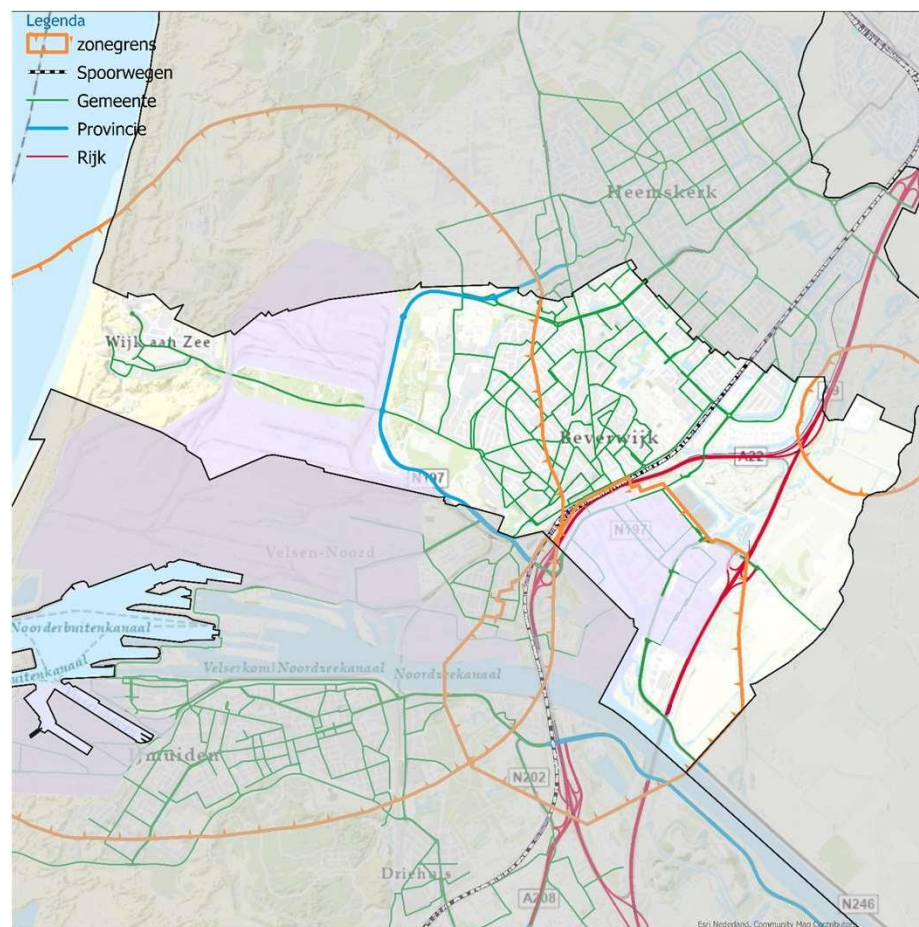 Legenda
zonegrens
Spoorwegen
Gemeente
Provincie
Rijk
Heemskerk
Wijk aan Zee
Beverwijk
A22
N197
N197
Velsen-Noord
Noorderbuitenkanaal
buitenkanaal
Velserkom
Noordzeekanaal
Noordzeekanaal
IJmuiden
N202
Driehuis
A208
N246
Esri Nederland, Community Map Contributors